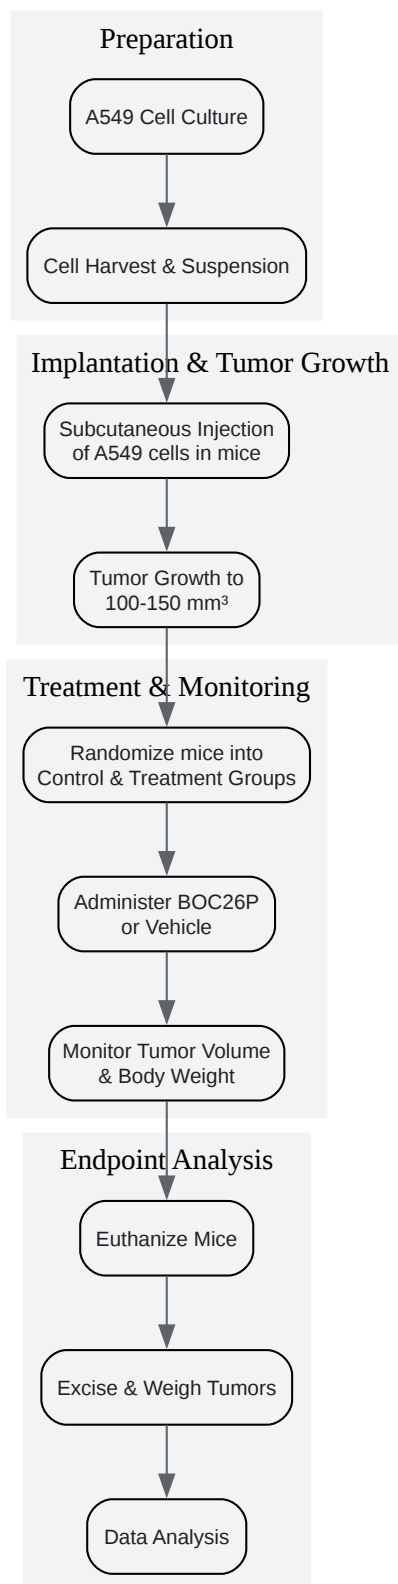 Preparation
A549 Cell Culture
Cell Harvest & Suspension
Implantation & Tumor Growth
Subcutaneous Injection
of A549 cells in mice
Tumor Growth to
100-150 mm³
Treatment & Monitoring
Randomize mice into
Control & Treatment Groups
Administer BOC26P
or Vehicle
Monitor Tumor Volume
& Body Weight
Endpoint Analysis
Euthanize Mice
Excise & Weigh Tumors
Data Analysis